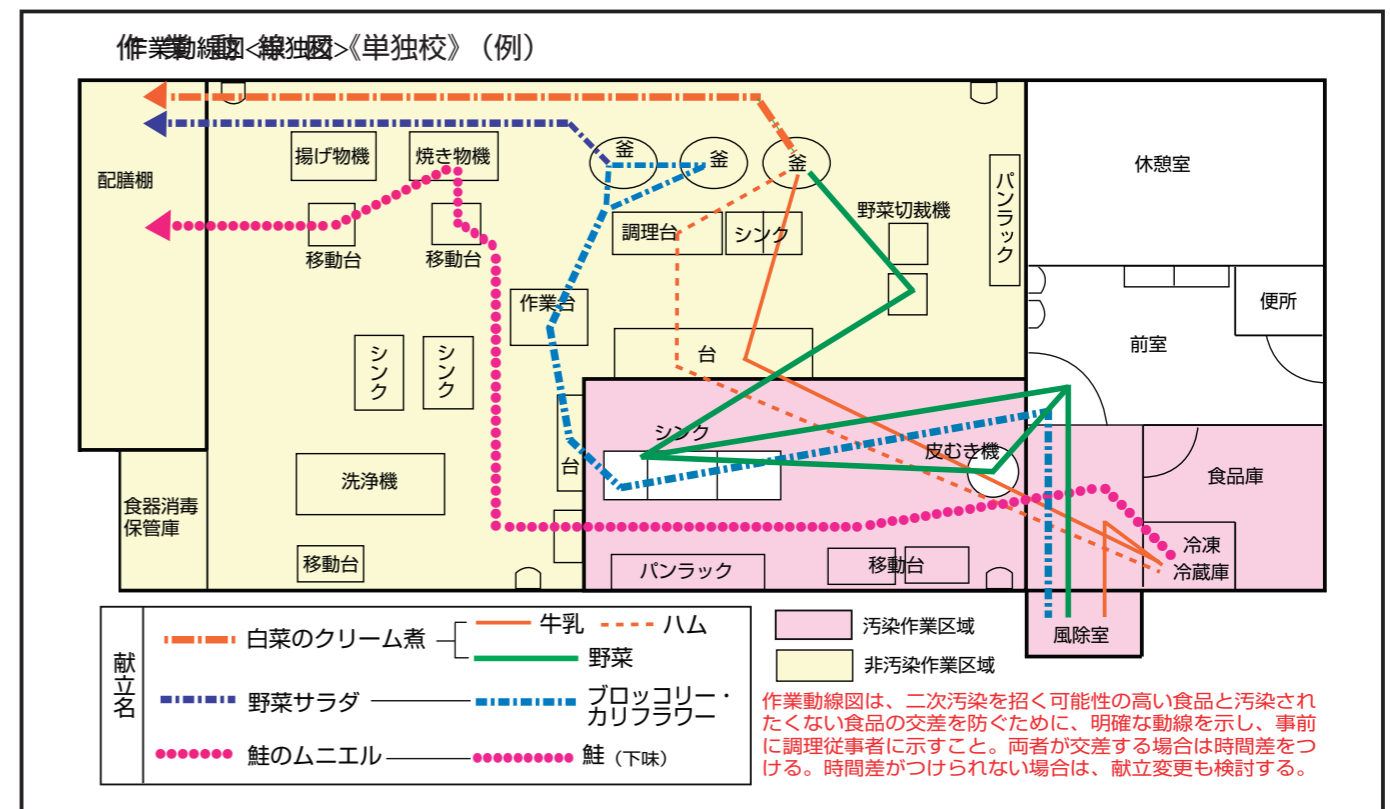 作業動線図《単独校》（例）
配膳棚
揚げ物機
焼き物機
釜
釜
釜
パンラック
休憩室
野菜切裁機
調理台
シンク
移動台
移動台
作業台
便所
前室
台
シンク
シンク
シンク
皮むき機
台
食品庫
洗浄機
食器消毒
保管庫
冷凍
冷蔵庫
移動台
パンラック
移動台
風除室
献立名
白菜のクリーム煮
牛乳
ハム
野菜
野菜サラダ
ブロッコリー・
カリフラワー
鮭のムニエル
鮭（下味）
汚染作業区域
非汚染作業区域
作業動線図は、二次汚染を招く可能性の高い食品と汚染され
たくない食品の交差を防ぐために、明確な動線を示し、事前
に調理従事者に示すこと。両者が交差する場合は時間差をつ
ける。時間差がつけられない場合は、献立変更も検討する。